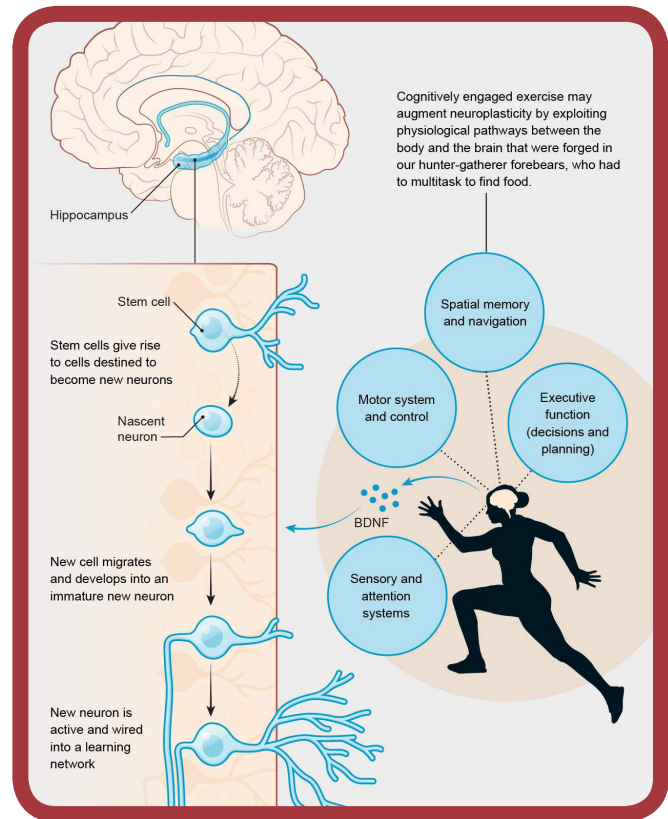 Cognitively engaged exercise may
augment neuroplasticity by exploiting
physiological pathways between the
body and the brain that were forged in
our hunter-gatherer forebears, who had
to multitask to find food.
Hippocampus
Stem cell
Stem cells give rise
to cells destined to
become new neurons
Nascent
neuron
New cell migrates
and develops into an
immature new neuron
New neuron is
active and wired
into a learning
network
Spatial memory
and navigation
Motor system
and control
Executive
function
(decisions and
planning)
BDNF
Sensory and
attention
systems